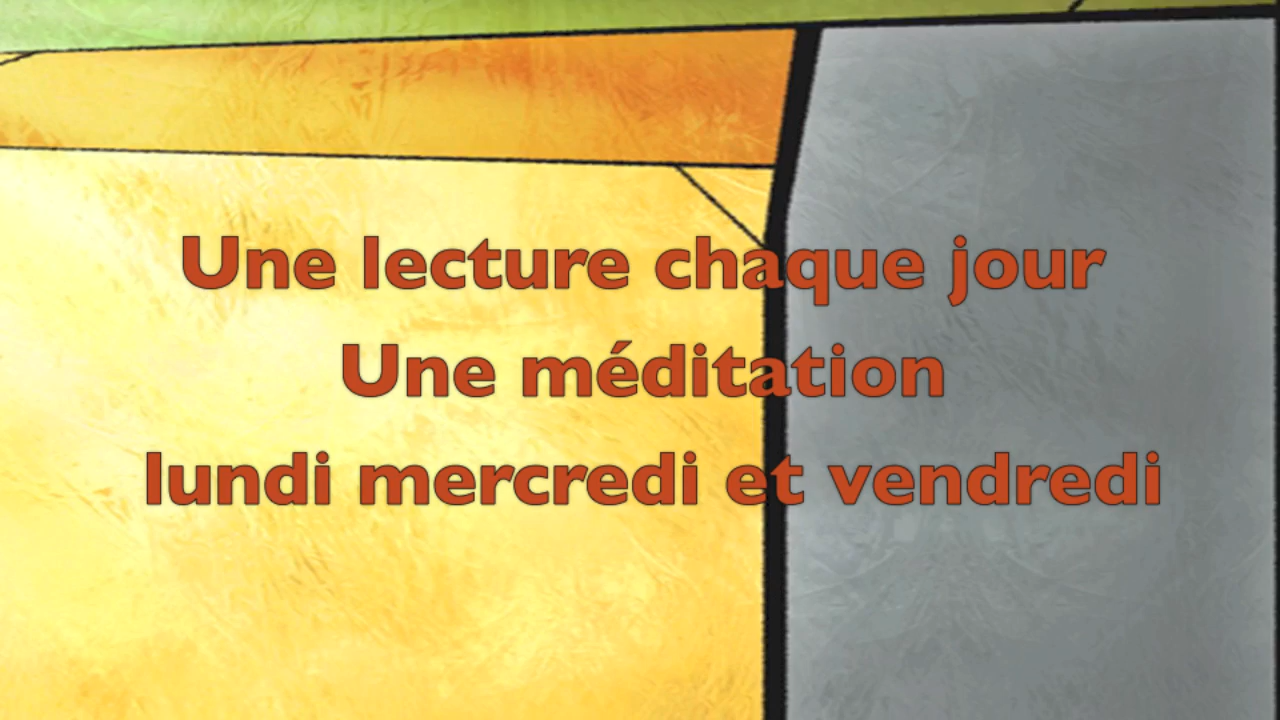 Une lecture chaque jour
Une méditation
lundi mercredi et vendredi